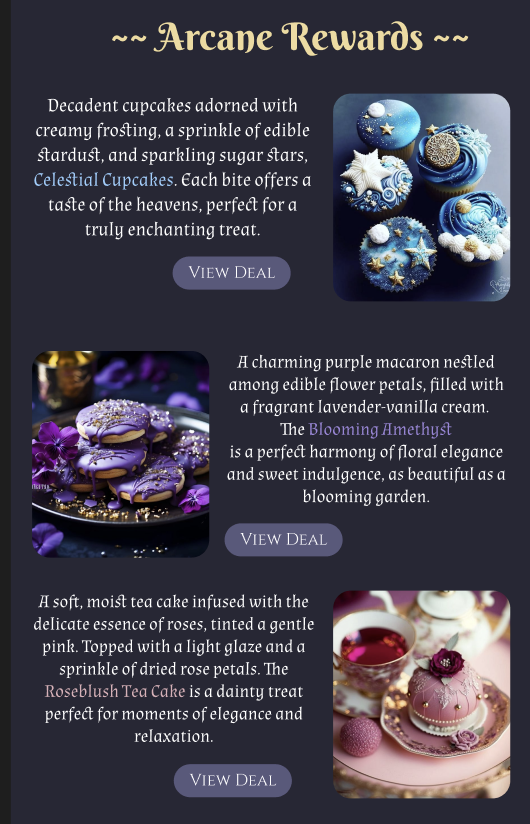 ~~ Arcane Rewards ~~
Decadent cupcakes adorned with
creamy frosting, a sprinkle of edible
stardust, and sparkling sugar stars,
Celestial Cupcakes. Each bite offers a
taste of the heavens, perfect for a
truly enchanting treat.
View Deal
A charming purple macaron nestled
among edible flower petals, filled with
a fragrant lavender-vanilla cream.
The Blooming Amethyst
is a perfect harmony of floral elegance
and sweet indulgence, as beautiful as a
blooming garden.
View Deal
A soft, moist tea cake infused with the
delicate essence of roses, tinted a gentle
pink. Topped with a light glaze and a
sprinkle of dried rose petals. The
Roseblush Tea Cake is a dainty treat
perfect for moments of elegance and
relaxation.
View Deal